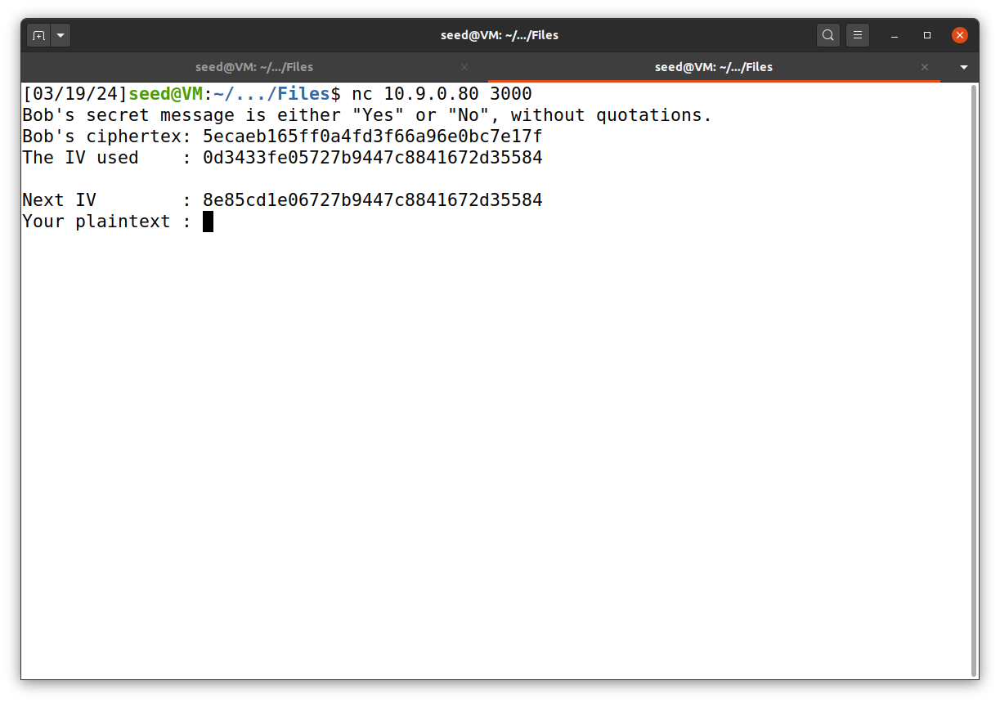 seed@VM: ~/.../Files
seed@VM: ~/.../Files
seed@VM: ~/.../Files
[03/19/24]seed@VM:~/.../Files$ nc 10.9.0.80 3000
Bob's secret message is either "Yes" or "No", without quotations.
Bob's ciphertex: 5ecaeb165ff0a4fd3f66a96e0bc7e17f
The IV used    : 0d3433fe05727b9447c8841672d35584
Next IV        : 8e85cd1e06727b9447c8841672d35584
Your plaintext :